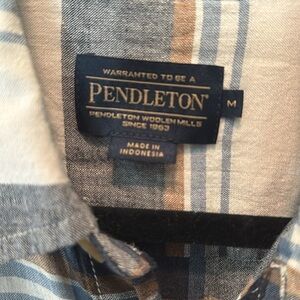 WARRANTED TO BE A
PENDLETON
M
PENDLETON WOOLEN MILLS
SINCE 1863
MADE IN
INDONESIA